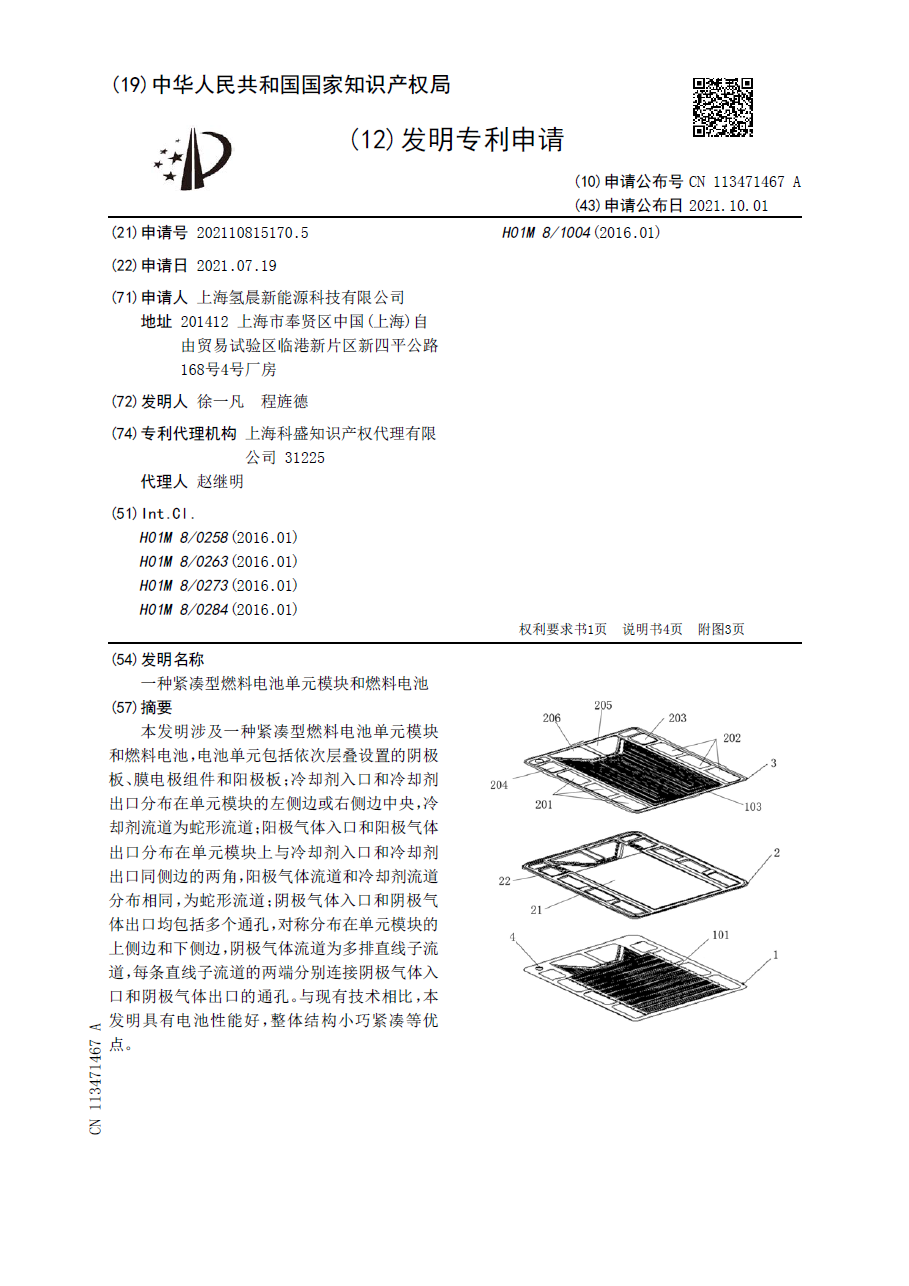 (19)中华人民共和国国家知识产权局
(12)发明专利申请
(10)申请公布号 CN 113471467 A
(43)申请公布日 2021.10.01
(21)申请号 202110815170.5
(22)申请日 2021.07.19
(71)申请人 上海氢晨新能源科技有限公司
地址 201412 上海市奉贤区中国(上海)自
由贸易试验区临港新片区新四平公路
168号4号厂房
(72)发明人 徐一凡 程旌德
(74)专利代理机构 上海科盛知识产权代理有限
公司 31225
代理人 赵继明
(51)Int.Cl.
H01M 8/0258(2016.01)
H01M 8/0263(2016.01)
H01M 8/0273(2016.01)
H01M 8/0284(2016.01)
H01M 8/1004(2016.01)
权利要求书1页 说明书4页 附图3页
(54)发明名称
一种紧凑型燃料电池单元模块和燃料电池
(57)摘要
本发明涉及一种紧凑型燃料电池单元模块
和燃料电池,电池单元包括依次层叠设置的阴极
板、膜电极组件和阳极板;冷却剂入口和冷却剂
出口分布在单元模块的左侧边或右侧边中央,冷
却剂流道为蛇形流道;阳极气体入口和阳极气体
出口分布在单元模块上与冷却剂入口和冷却剂
出口同侧边的两角,阳极气体流道和冷却剂流道
分布相同,为蛇形流道;阴极气体入口和阴极气
体出口均包括多个通孔,对称分布在单元模块的
上侧边和下侧边,阴极气体流道为多排直线子流
道,每条直线子流道的两端分别连接阴极气体入
口和阴极气体出口的通孔。与现有技术相比,本
发明具有电池性能好,整体结构小巧紧凑等优
点。
205
206
203
202
3
204
201
103
2
22
21
4
101
1
CN 113471467 A